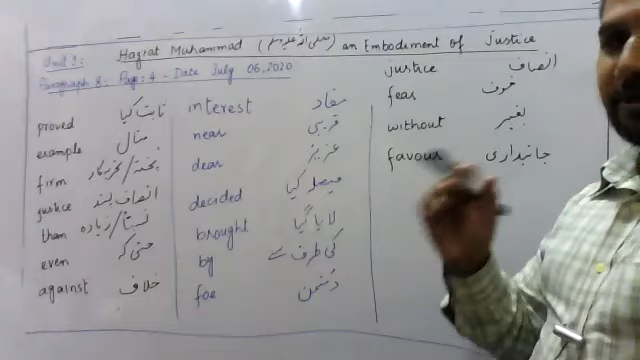 Unit 1: Hazrat Muhammad (صلی اللہ علیہ وسلم) an Embodiment of Justice
Paragraph 3: Page: 4 - Date July 06, 2020
proved ثابت کیا
example مثال
firm پختہ/
justice انصاف پسند
than نسبتاً/زیادہ
even حتیٰ کہ
against خلاف
interest مفاد
near قریبی
dear عزیز
decided فیصلہ کیا
brought لایا گیا
by کی طرف سے
foe دشمن
justice انصاف
fear خوف
without بغیر
favour جانبداری